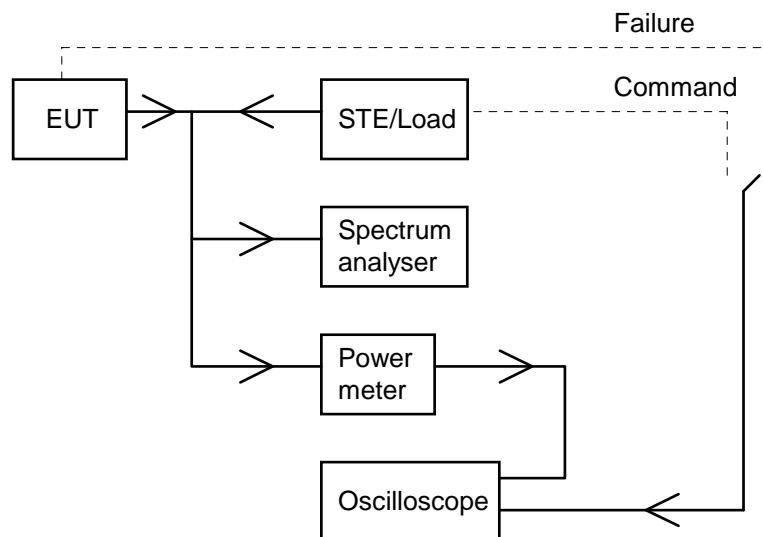 Failure
EUT
STE/Load
Command
Spectrum
analyser
Power
meter
Oscilloscope